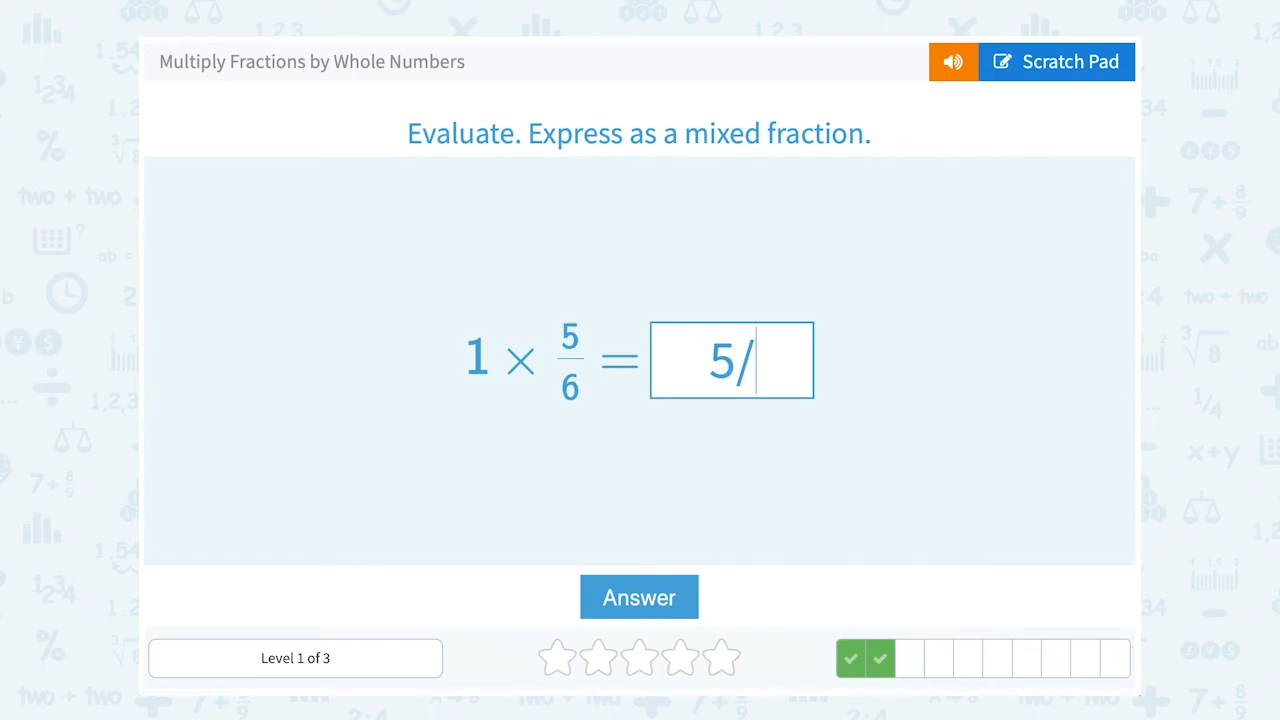 Multiply Fractions by Whole Numbers
Scratch Pad
Evaluate. Express as a mixed fraction.
1 × 5/6 = 5/
Answer
Level 1 of 3